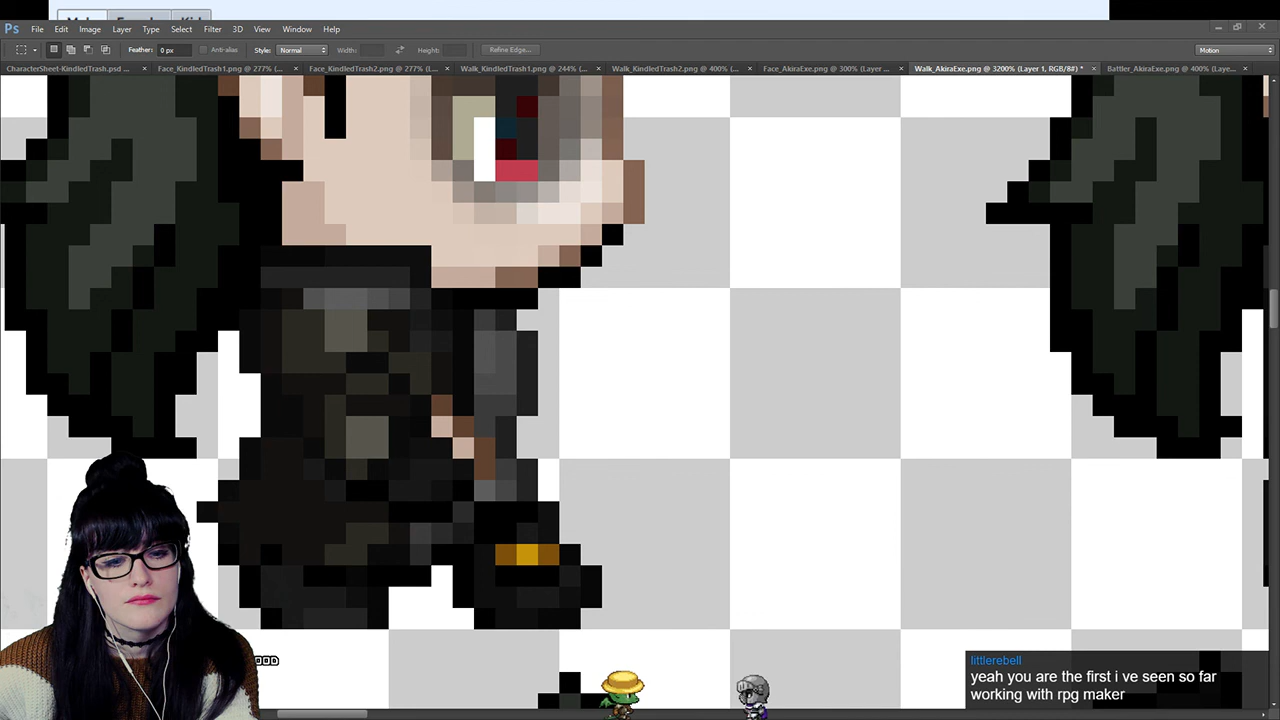 Ps File Edit Image Layer Type Select Filter 3D View Window Help
Feather: 0 px Anti-alias Style: Normal Width: Height: Refine Edge... Motion
CharacterSheet-KindledTrash.psd ... × Face_KindledTrash1.png @ 277% (... × Face_KindledTrash2.png @ 277% (... × Walk_KindledTrash1.png @ 244% (... × Walk_KindledTrash2.png @ 400% (... × Face_AkiraExe.png @ 300% (Layer ... × Walk_AkiraExe.png @ 3200% (Layer 1, RGB/8#) * × Battler_AkiraExe.png @ 400% (Laye... ×
littlerebell
yeah you are the first i ve seen so far
working with rpg maker